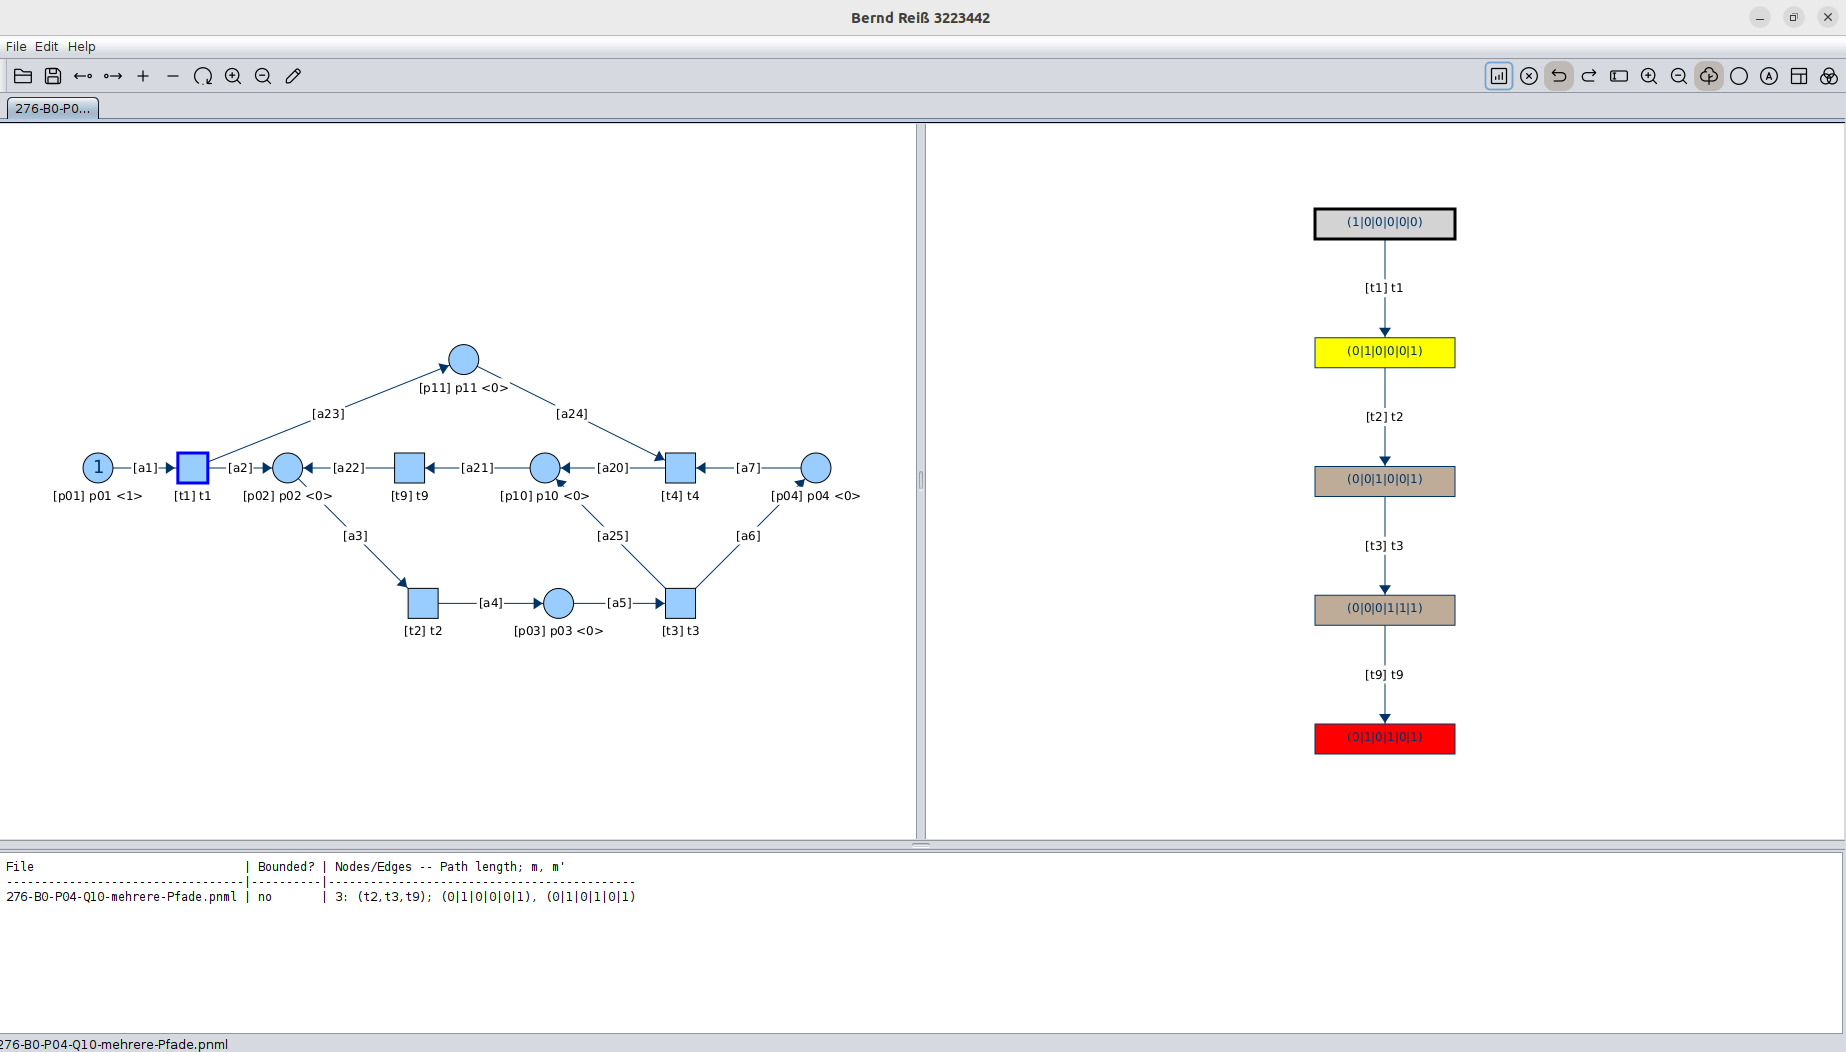 Bernd Reiß 3223442
File Edit Help
276-B0-P0...
[p11] p11 <0>
[a23]
[a24]
1
[a1]
[a2]
[a22]
[a21]
[a20]
[a7]
[p01] p01 <1>
[t1] t1
[p02] p02 <0>
[t9] t9
[p10] p10 <0>
[t4] t4
[p04] p04 <0>
[a3]
[a25]
[a6]
[a4]
[a5]
[t2] t2
[p03] p03 <0>
[t3] t3
(1|0|0|0|0|0)
[t1] t1
(0|1|0|0|0|1)
[t2] t2
(0|0|1|0|0|1)
[t3] t3
(0|0|0|1|1|1)
[t9] t9
(0|1|0|1|0|1)
File | Bounded? | Nodes/Edges -- Path length; m, m'
--------------------------------|----------|-------------------------------------------
276-B0-P04-Q10-mehrere-Pfade.pnml | no | 3: (t2,t3,t9); (0|1|0|0|0|1), (0|1|0|1|0|1)
276-B0-P04-Q10-mehrere-Pfade.pnml